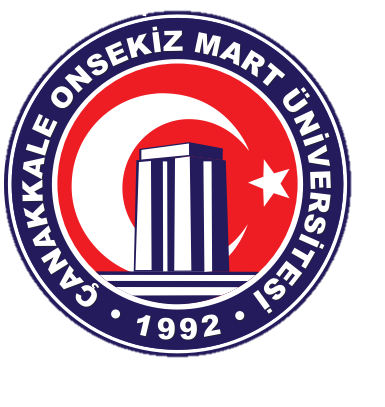 ÇANAKKALE ONSEKİZ MART ÜNİVERSİTESİ
• 1992 •